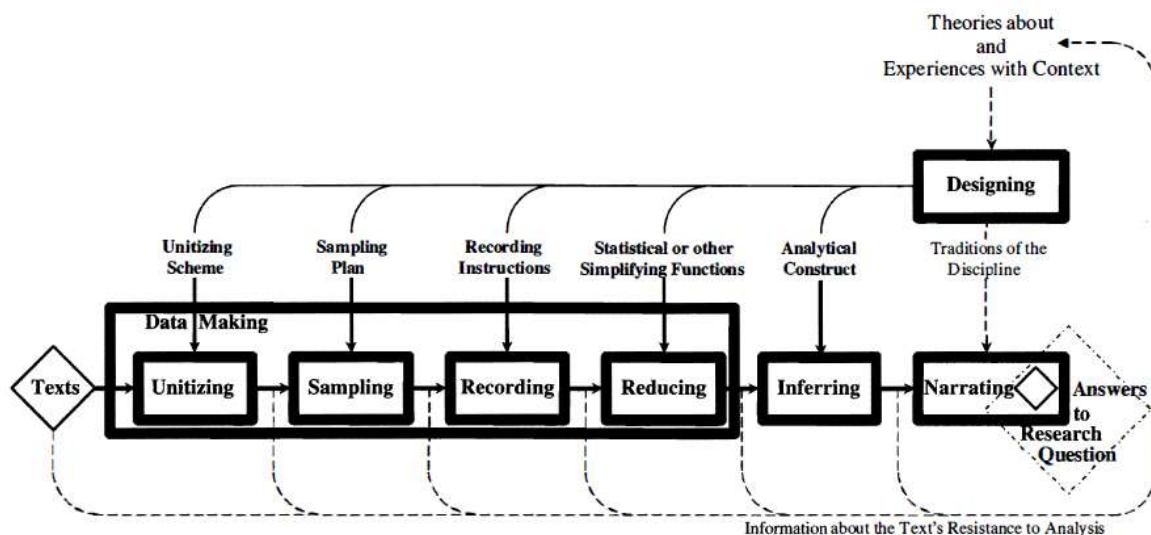 Theories about
and
Experiences with Context
Designing
Unitizing
Scheme
Sampling
Plan
Recording
Instructions
Statistical or other
Simplifying Functions
Analytical
Construct
Traditions of the
Discipline
Data Making
Texts
Unitizing
Sampling
Recording
Reducing
Inferring
Narrating
Answers
to
Research
Question
Information about the Text's Resistance to Analysis